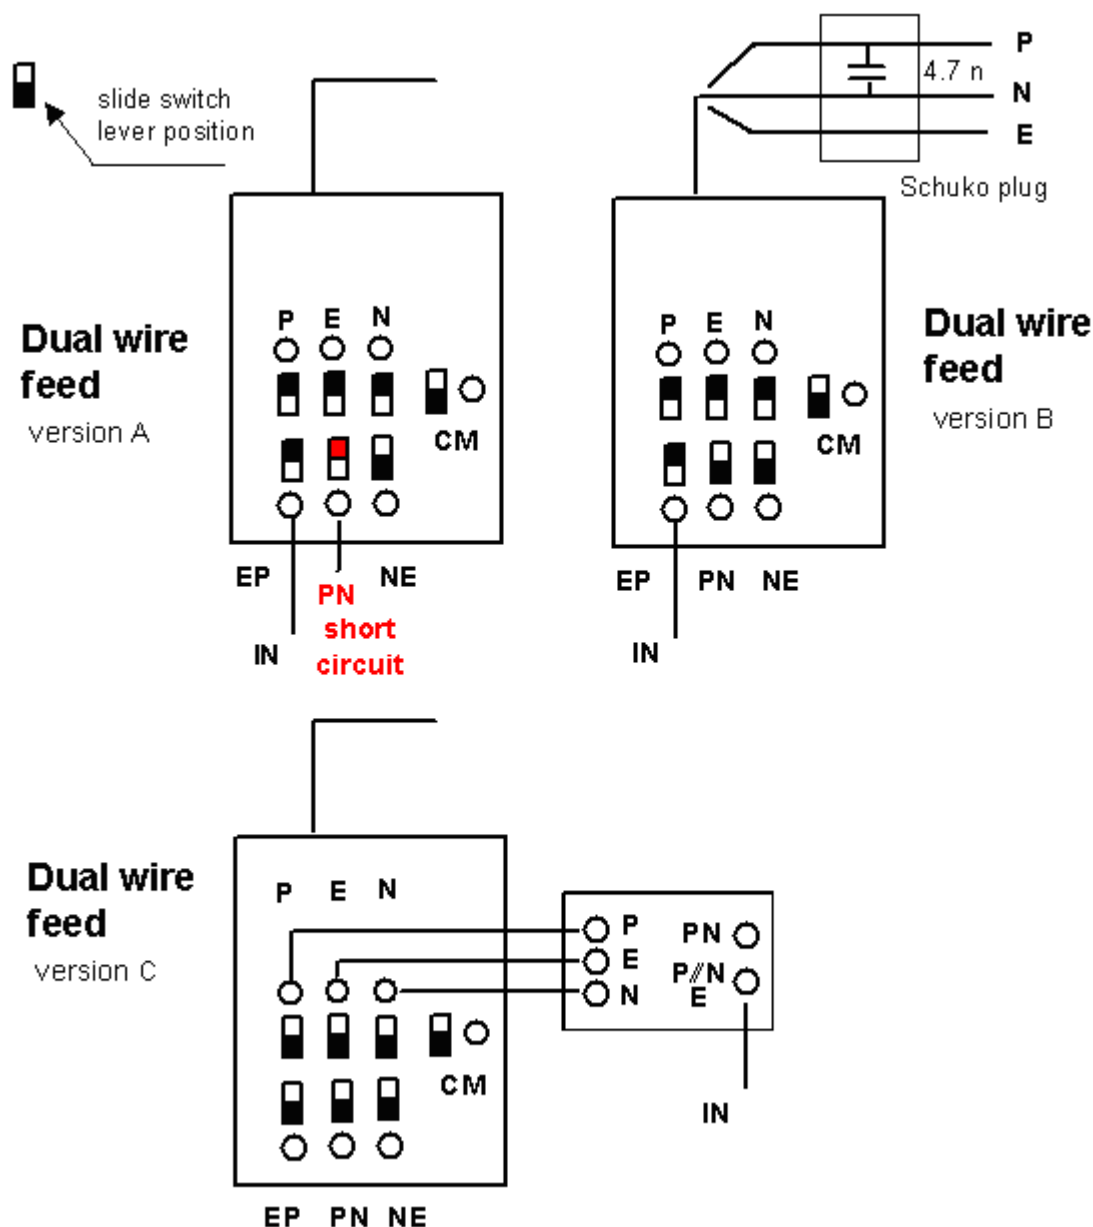 slide switch
lever position
P
4.7 n
N
E
Schuko plug
Dual wire
feed
version A
P E N
CM
EP
NE
PN
short
circuit
IN
Dual wire
feed
version B
P E N
CM
EP PN NE
IN
Dual wire
feed
version C
P E N
CM
EP PN NE
P
E
N
PN
P//N
E
IN